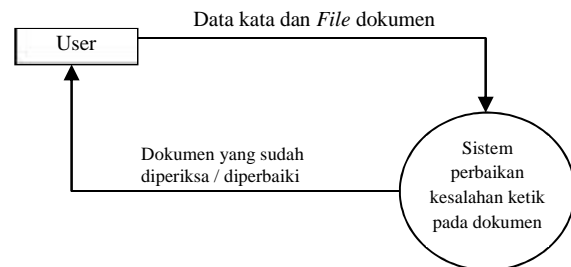 Data kata dan File dokumen
User
Dokumen yang sudah
diperiksa / diperbaiki
Sistem
perbaikan
kesalahan ketik
pada dokumen